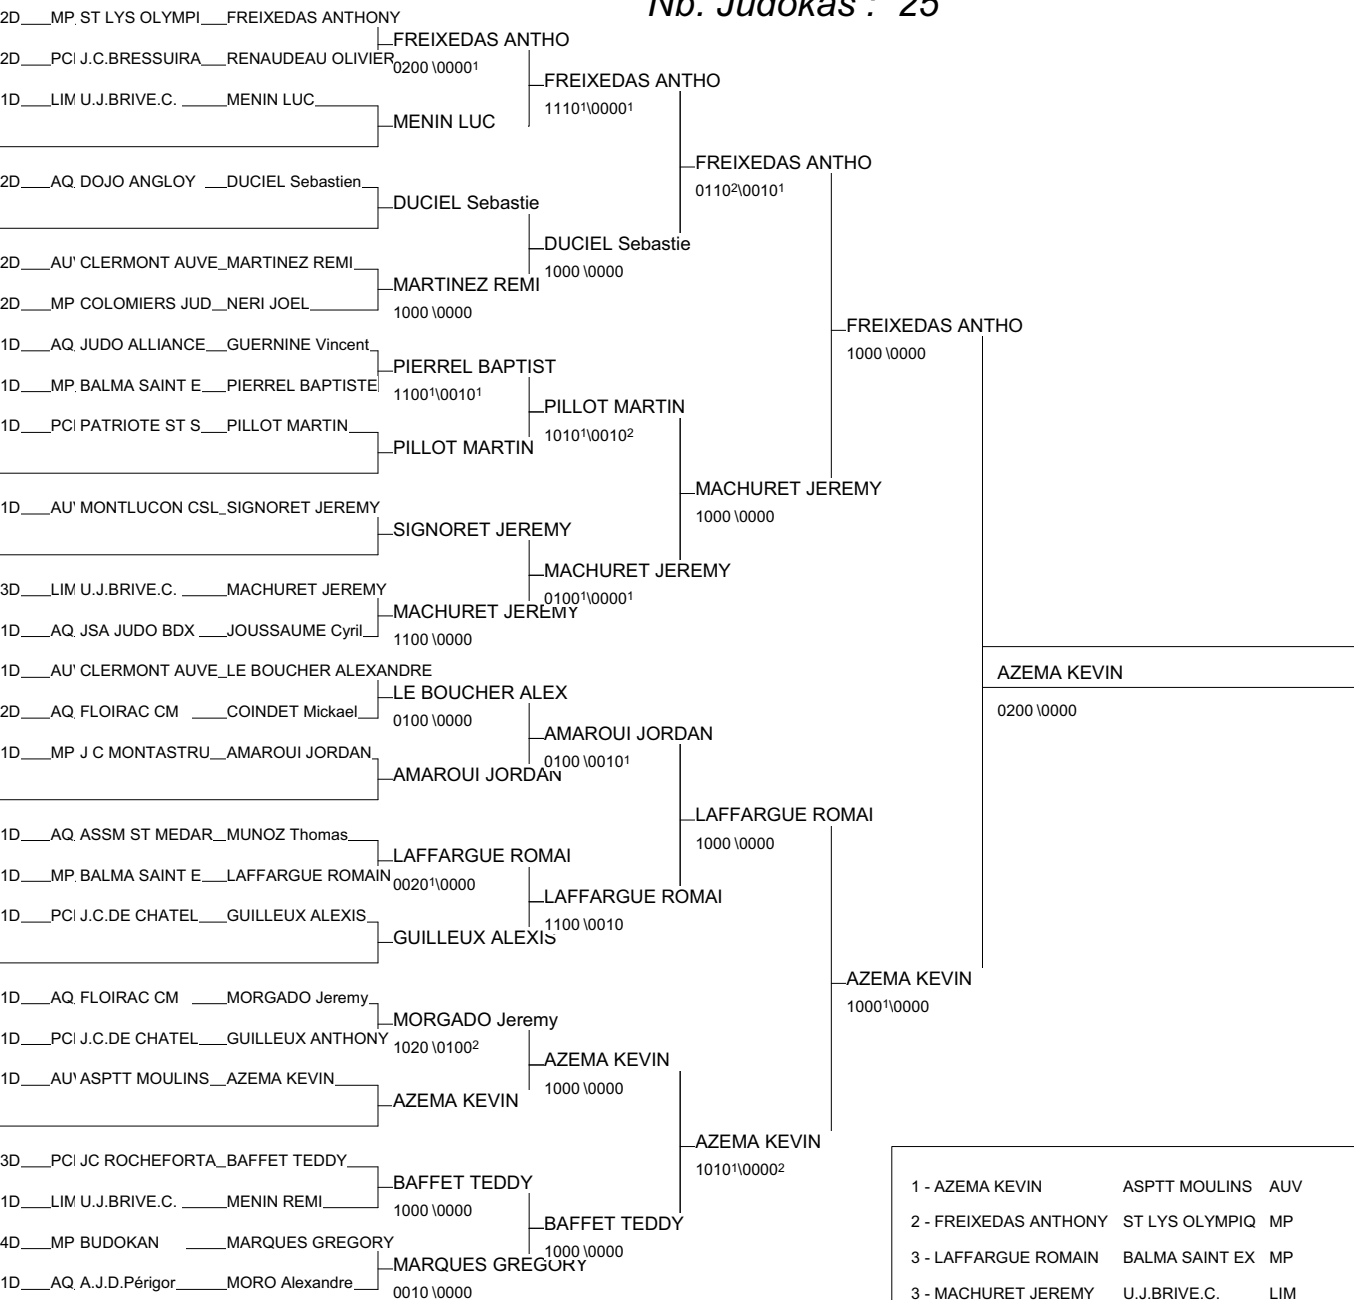 Nb. Judokas : 25
2D MP ST LYS OLYMPI FREIXEDAS ANTHONY
FREIXEDAS ANTHO
2D PC J.C.BRESSUIRA RENAUDEAU OLIVIER
0200 \0000¹
FREIXEDAS ANTHO
1D LIM U.J.BRIVE.C. MENIN LUC
1110¹\0000¹
MENIN LUC
FREIXEDAS ANTHO
2D AQ DOJO ANGLOY DUCIEL Sebastien
0110²\0010¹
DUCIEL Sebastie
DUCIEL Sebastie
2D AU CLERMONT AUVE MARTINEZ REMI
1000 \0000
MARTINEZ REMI
2D MP COLOMIERS JUD NERI JOEL
1000 \0000
FREIXEDAS ANTHO
1D AQ JUDO ALLIANCE GUERNINE Vincent
1000 \0000
PIERREL BAPTIST
1D MP BALMA SAINT E PIERREL BAPTISTE
1100¹\0010¹
PILLOT MARTIN
1D PC PATRIOTE ST S PILLOT MARTIN
1010¹\0010²
PILLOT MARTIN
MACHURET JEREMY
1D AU MONTLUCON CSL SIGNORET JEREMY
1000 \0000
SIGNORET JEREMY
MACHURET JEREMY
3D LIM U.J.BRIVE.C. MACHURET JEREMY
0100¹\0000¹
MACHURET JEREMY
1D AQ JSA JUDO BDX JOUSSAUME Cyril
1100 \0000
1D AU CLERMONT AUVE LE BOUCHER ALEXANDRE
AZEMA KEVIN
LE BOUCHER ALEX
2D AQ FLOIRAC CM COINDET Mickael
0200 \0000
0100 \0000
AMAROUI JORDAN
1D MP J C MONTASTRU AMAROUI JORDAN
0100 \0010¹
AMAROUI JORDAN
LAFFARGUE ROMAI
1D AQ ASSM ST MEDAR MUNOZ Thomas
1000 \0000
LAFFARGUE ROMAI
1D MP BALMA SAINT E LAFFARGUE ROMAIN
0020¹\0000
LAFFARGUE ROMAI
1D PC J.C.DE CHATEL GUILLEUX ALEXIS
1100 \0010
GUILLEUX ALEXIS
AZEMA KEVIN
1D AQ FLOIRAC CM MORGADO Jeremy
1000¹\0000
MORGADO Jeremy
1D PC J.C.DE CHATEL GUILLEUX ANTHONY
1020 \0100²
AZEMA KEVIN
1D AU ASPTT MOULINS AZEMA KEVIN
1000 \0000
AZEMA KEVIN
AZEMA KEVIN
3D PC JC ROCHEFORTA BAFFET TEDDY
1010¹\0000²
BAFFET TEDDY
1D LIM U.J.BRIVE.C. MENIN REMI
1000 \0000
BAFFET TEDDY
4D MP BUDOKAN MARQUES GREGORY
1000 \0000
MARQUES GREGORY
1D AQ A.J.D.Périgor MORO Alexandre
0010 \0000
1 - AZEMA KEVIN ASPTT MOULINS AUV
2 - FREIXEDAS ANTHONY ST LYS OLYMPIQ MP
3 - LAFFARGUE ROMAIN BALMA SAINT EX MP
3 - MACHURET JEREMY U.J.BRIVE.C. LIM